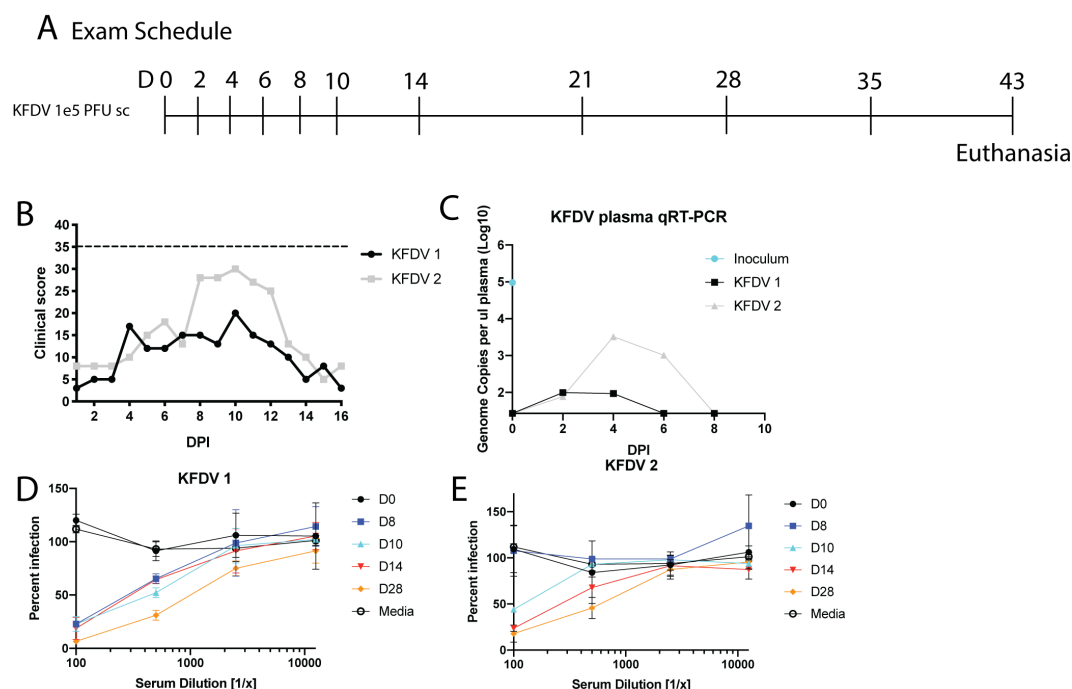 A Exam Schedule
D 0 2 4 6 8 10 14 21 28 35 43
KFDV 1e5 PFU sc
Euthanasia
B
40
35
30
25
20
15
10
5
0
Clinical score
2 4 6 8 10 12 14 16
DPI
KFDV 1
KFDV 2
C
KFDV plasma qRT-PCR
Genome Copies per ul plasma (Log10)
6
5
4
3
2
0 2 4 6 8 10
DPI
Inoculum
KFDV 1
KFDV 2
D
KFDV 1
Percent infection
150
100
50
0
100 1000 10000
Serum Dilution [1/x]
D0
D8
D10
D14
D28
Media
E
KFDV 2
Percent infection
150
100
50
0
100 1000 10000
Serum Dilution [1/x]
D0
D8
D10
D14
D28
Media